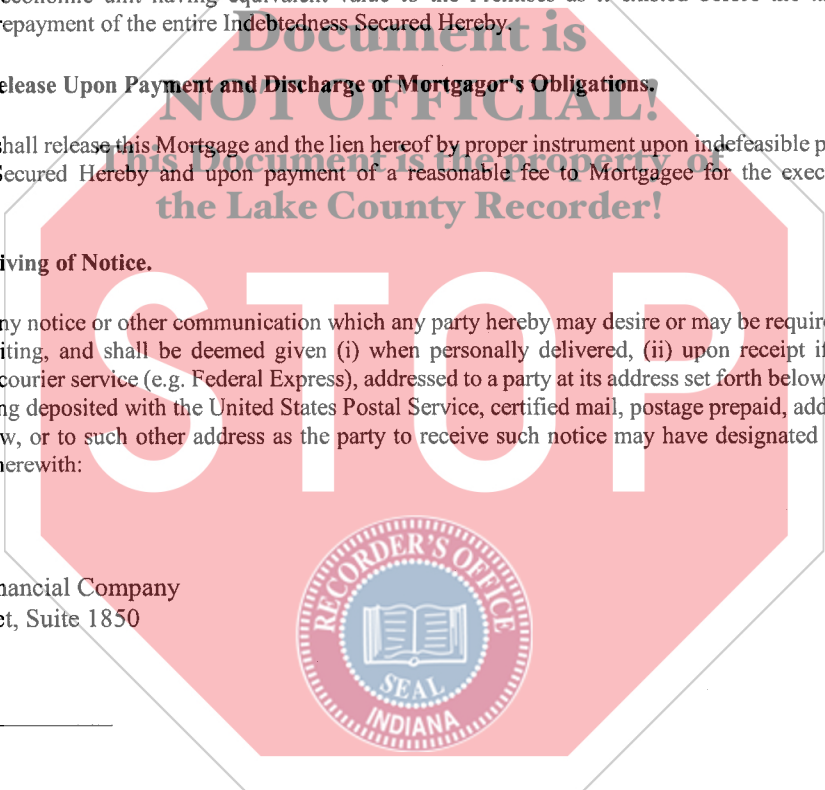 economic unit having equivalent value to the Premises as it existed before the
repayment of the entire Indebtedness Secured Hereby.
Document is
elease Upon Payment and Discharge of Mortgagor's Obligations.
NOT OFFICIAL!
shall release this Mortgage and the lien hereof by proper instrument upon indefeasible p
This Document is the property of
Secured Hereby and upon payment of a reasonable fee to Mortgagee for the exec
the Lake County Recorder!
iving of Notice.
STOP
ny notice or other communication which any party hereby may desire or may be require
iting, and shall be deemed given (i) when personally delivered, (ii) upon receipt if
courier service (e.g. Federal Express), addressed to a party at its address set forth below
ng deposited with the United States Postal Service, certified mail, postage prepaid, add
w, or to such other address as the party to receive such notice may have designated
herewith:
RECORDER'S OFFICE
nancial Company
et, Suite 1850
SEAL
INDIANA